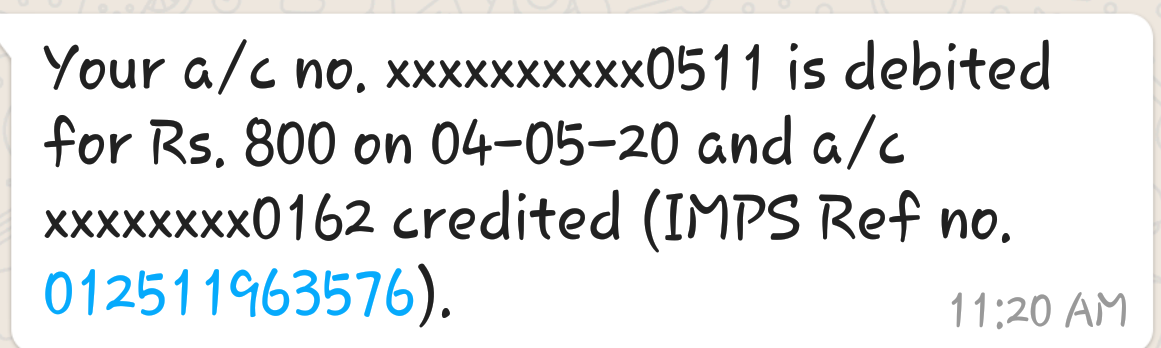 Your a/c no. xxxxxxxxxx0511 is debited
for Rs. 800 on 04-05-20 and a/c
xxxxxxxx0162 credited (IMPS Ref no.
012511963576).
11:20 AM